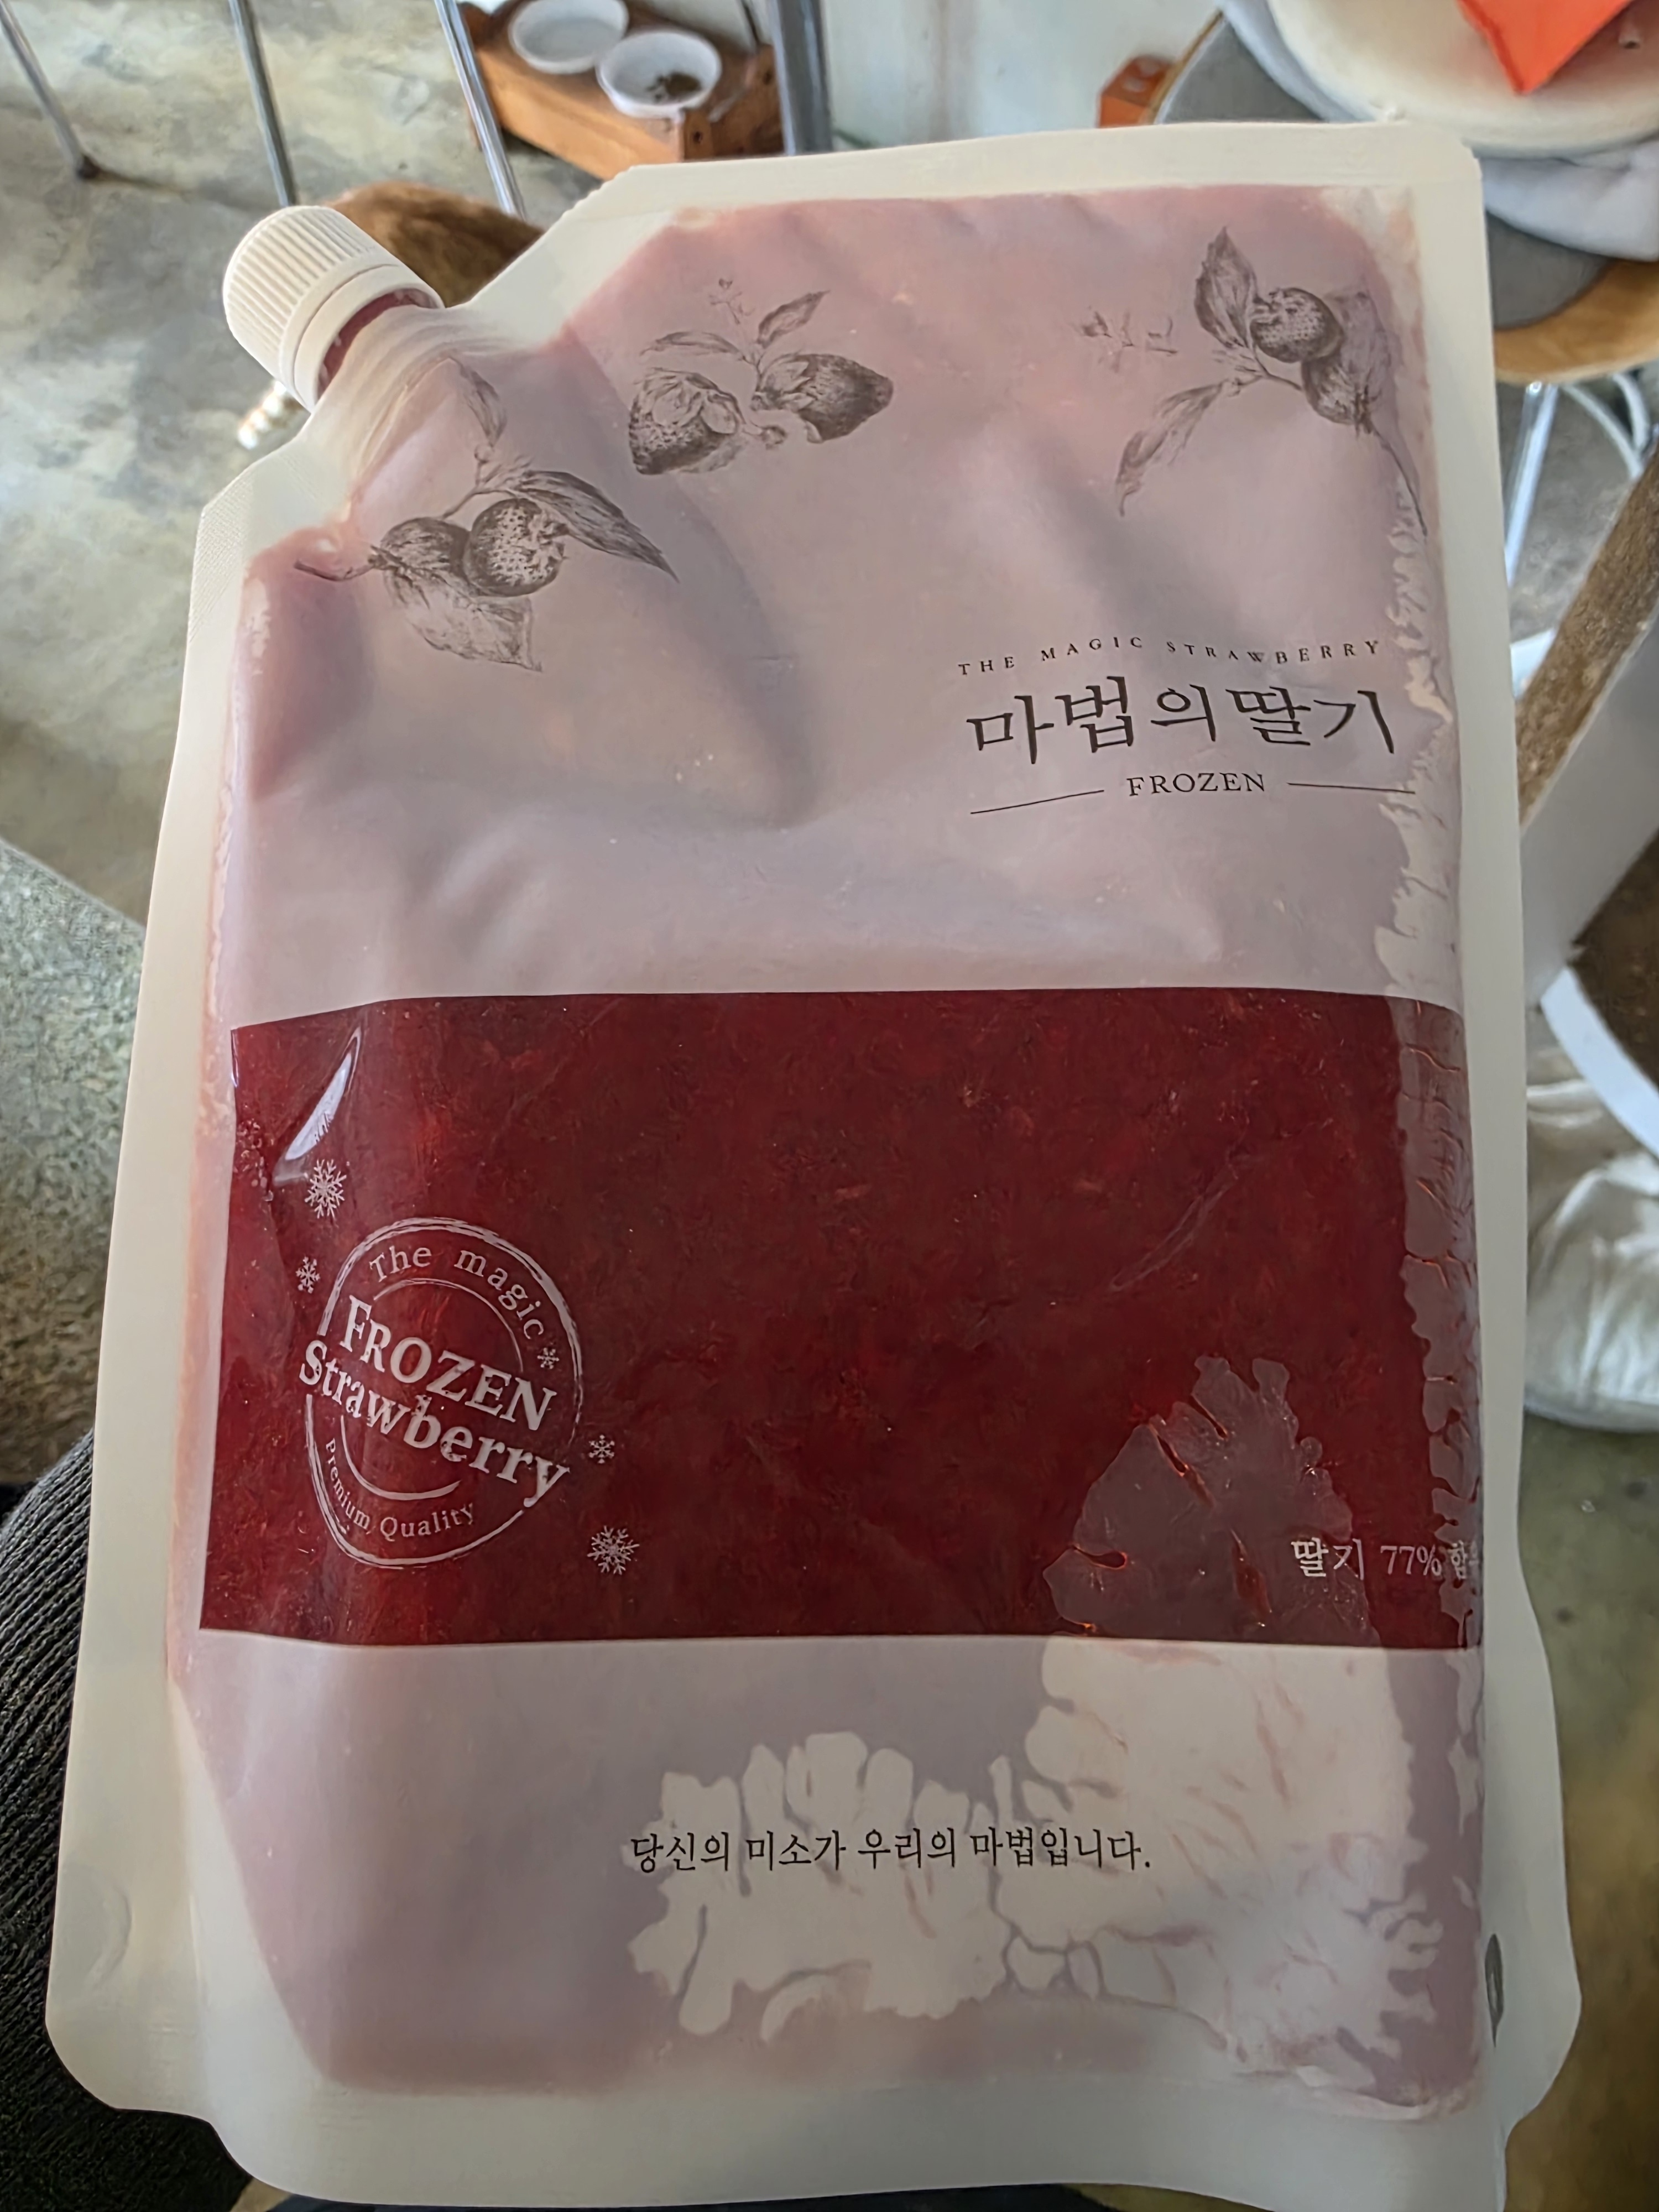 THE MAGIC STRAWBERRY
마법의딸기
FROZEN
The magic
FROZEN
Strawberry
Premium Quality
딸기 77%
당신의 미소가 우리의 마법입니다.